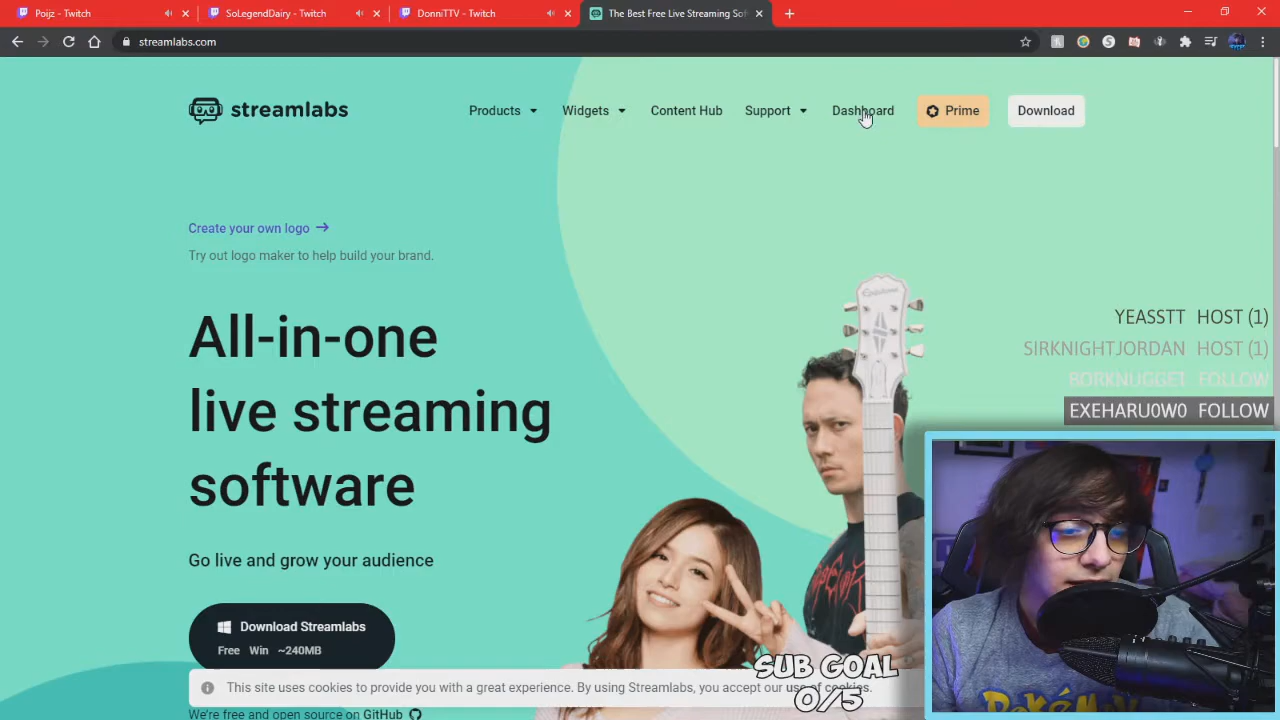 Poijz - Twitch
SoLegendDairy - Twitch
DonniTTV - Twitch
The Best Free Live Streaming Sof
streamlabs.com
streamlabs
Products
Widgets
Content Hub
Support
Dashboard
Prime
Download
Create your own logo →
Try out logo maker to help build your brand.
All-in-one
live streaming
software
Go live and grow your audience
Download Streamlabs
Free Win ~240MB
This site uses cookies to provide you with a great experience. By using Streamlabs, you accept our use of cookies.
We're free and open source on GitHub
Epiphone
YEASSTT HOST (1)
SIRKNIGHTJORDAN HOST (1)
BORKNUGGET FOLLOW
EXEHARU0W0 FOLLOW
SUB GOAL
0/5
POKéMON